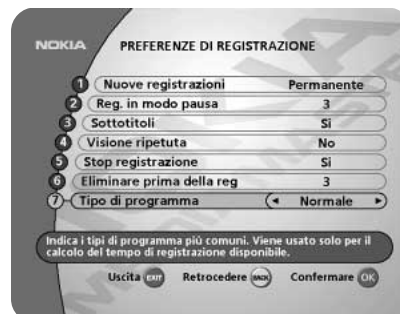 NOKIA
PREFERENZE DI REGISTRAZIONE
1 Nuove registrazioni Permanente
2 Reg. in modo pausa 3
3 Sottotitoli Si
4 Visione ripetuta No
5 Stop registrazione Si
6 Eliminare prima della reg 3
7 Tipo di programma Normale
Indica i tipi di programma più comuni. Viene usato solo per il
calcolo del tempo di registrazione disponibile.
Uscita EXIT Retrocedere BACK Confermare OK